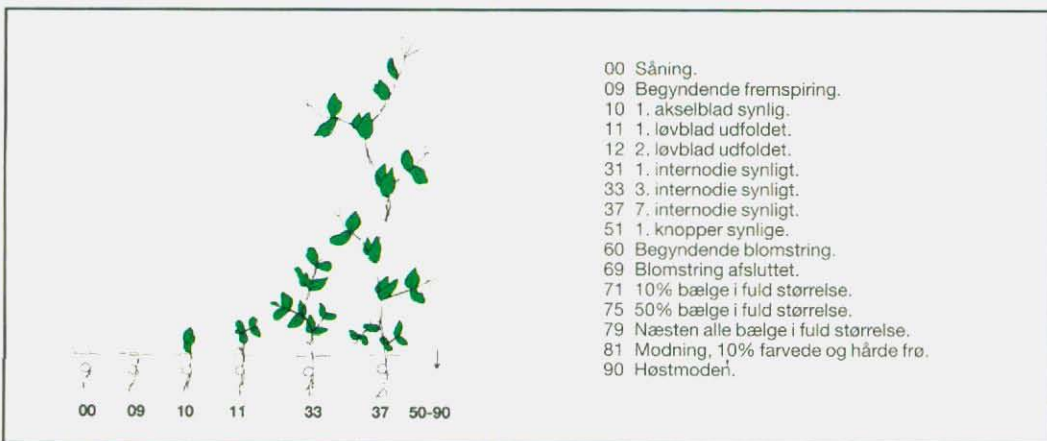 00 Såning.
09 Begyndende fremspiring.
10 1. akselblad synlig.
11 1. løvblad udfoldet.
12 2. løvblad udfoldet.
31 1. internodie synligt.
33 3. internodie synligt.
37 7. internodie synligt.
51 1. knopper synlige.
60 Begyndende blomstring.
69 Blomstring afsluttet.
71 10% bælge i fuld størrelse.
75 50% bælge i fuld størrelse.
79 Næsten alle bælge i fuld størrelse.
81 Modning, 10% farvede og hårde frø.
90 Høstmoden.
00 09 10 11 33 37 50-90